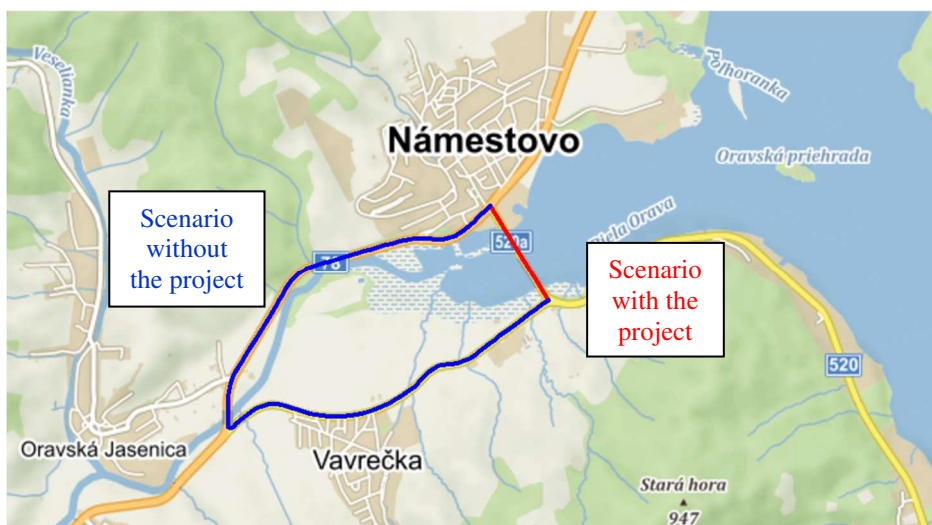 Veselianka
Polhoranka
Námestovo
Oravská priehrada
Scenario
without
the project
520a
Biela Orava
78
Scenario
with the
project
520
Oravská Jasenica
Vavrečka
Stará hora
947